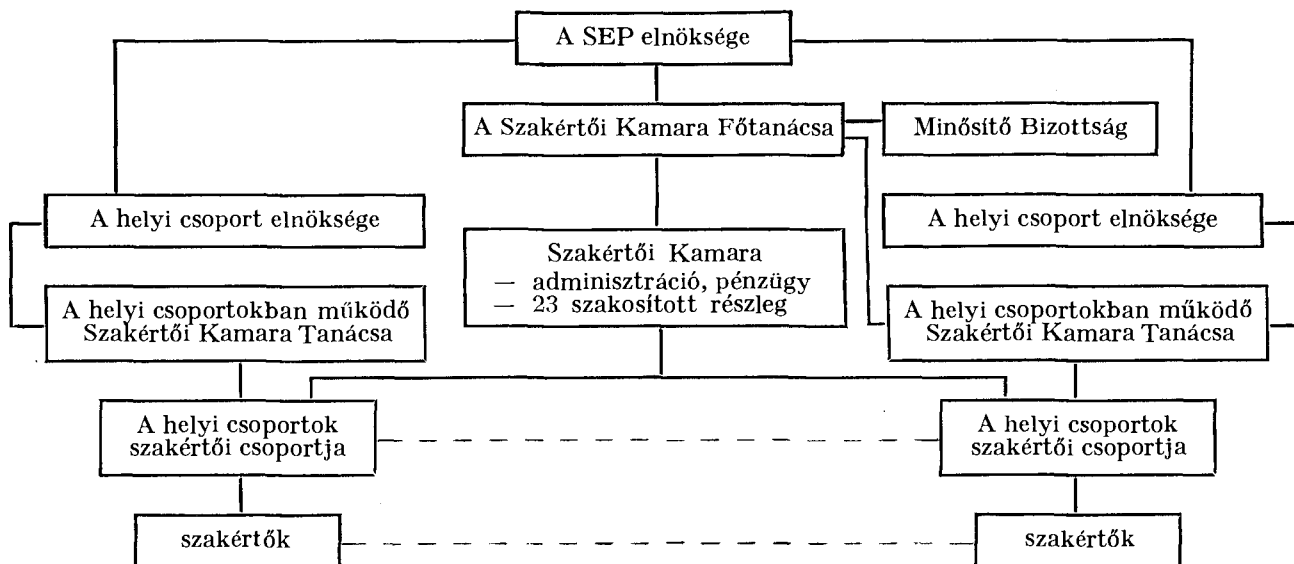 A SEP elnöksége
A Szakértői Kamara Főtanácsa
Minősítő Bizottság
A helyi csoport elnöksége
A helyi csoport elnöksége
Szakértői Kamara
— adminisztráció, pénzügy
— 23 szakosított részleg
A helyi csoportokban működő
Szakértői Kamara Tanácsa
A helyi csoportokban működő
Szakértői Kamara Tanácsa
A helyi csoportok
szakértői csoportja
A helyi csoportok
szakértői csoportja
szakértők
szakértők